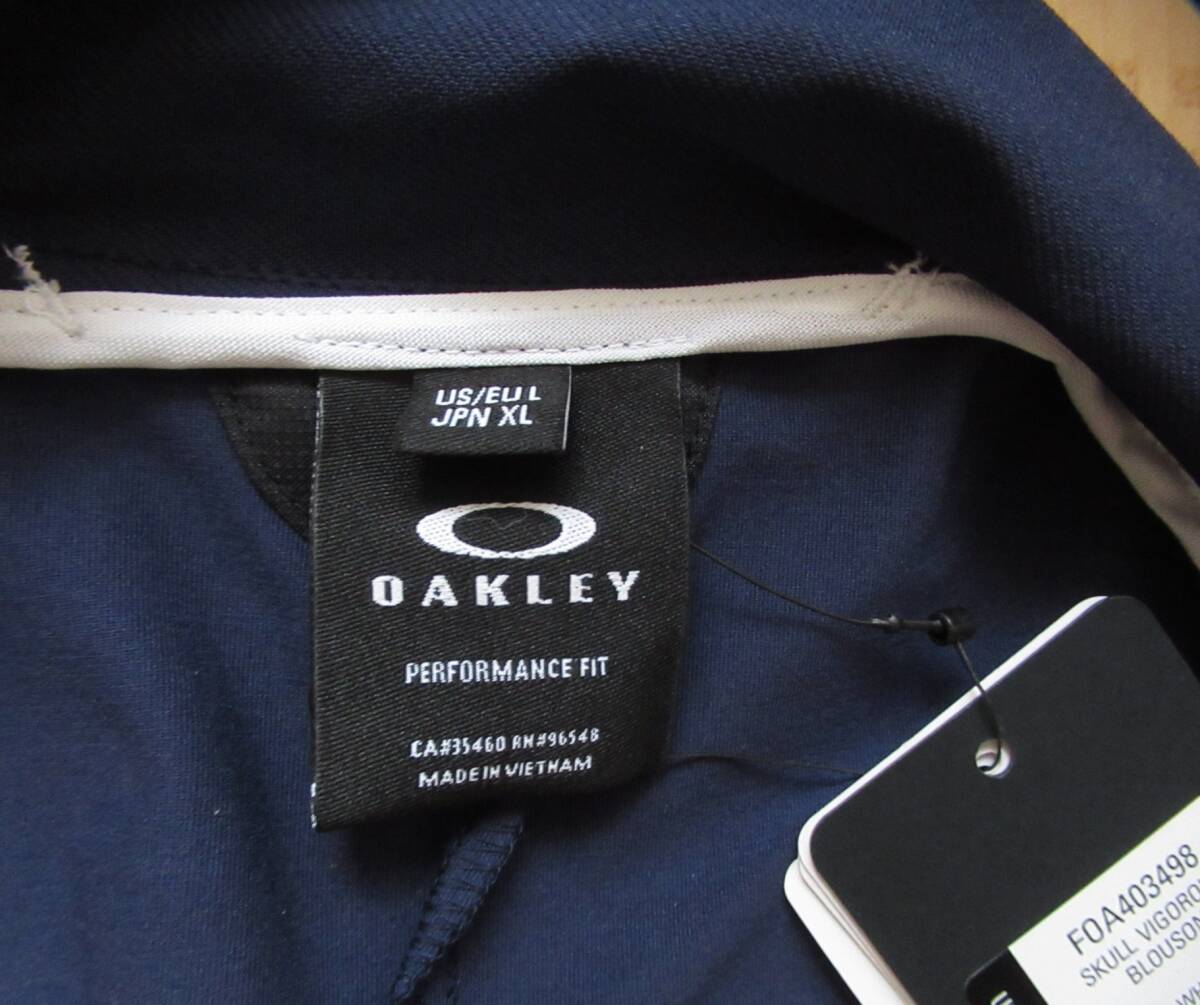 US/EU L
JPN XL
OAKLEY
PERFORMANCE FIT
CA#35460 RN#96548
MADE IN VIETNAM
FOA403498
SKULL VIGORO
BLOUSON